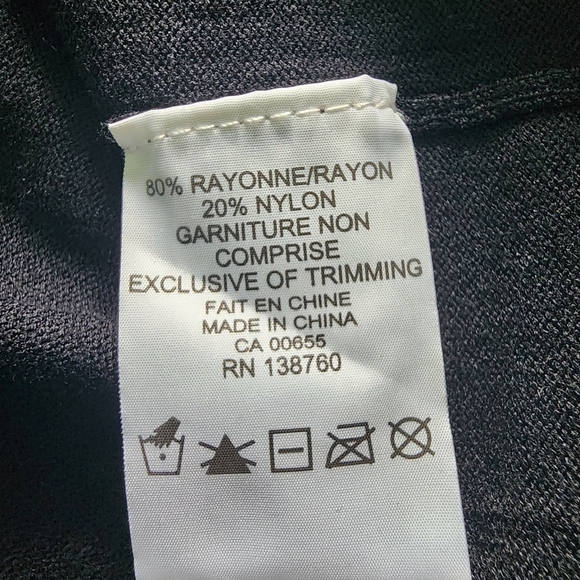 80% RAYONNE/RAYON
20% NYLON
GARNITURE NON
COMPRISE
EXCLUSIVE OF TRIMMING
FAIT EN CHINE
MADE IN CHINA
CA 00655
RN 138760